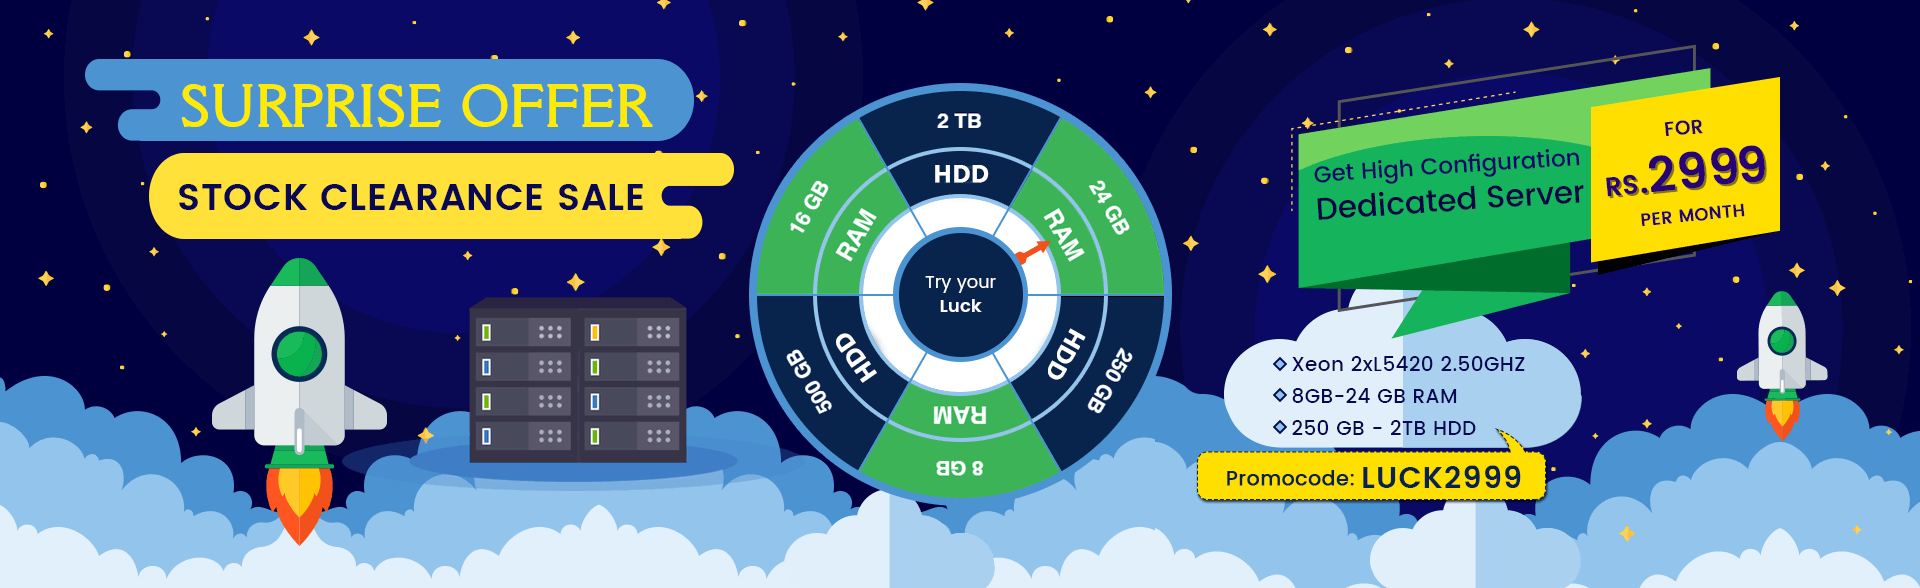 SURPRISE OFFER
STOCK CLEARANCE SALE
2 TB
HDD
24 GB
RAM
250 GB
HDD
8 GB
RAM
500 GB
HDD
16 GB
RAM
Try your
Luck
Get High Configuration
Dedicated Server
FOR
RS.2999
PER MONTH
Xeon 2xL5420 2.50GHZ
8GB-24 GB RAM
250 GB - 2TB HDD
Promocode: LUCK2999